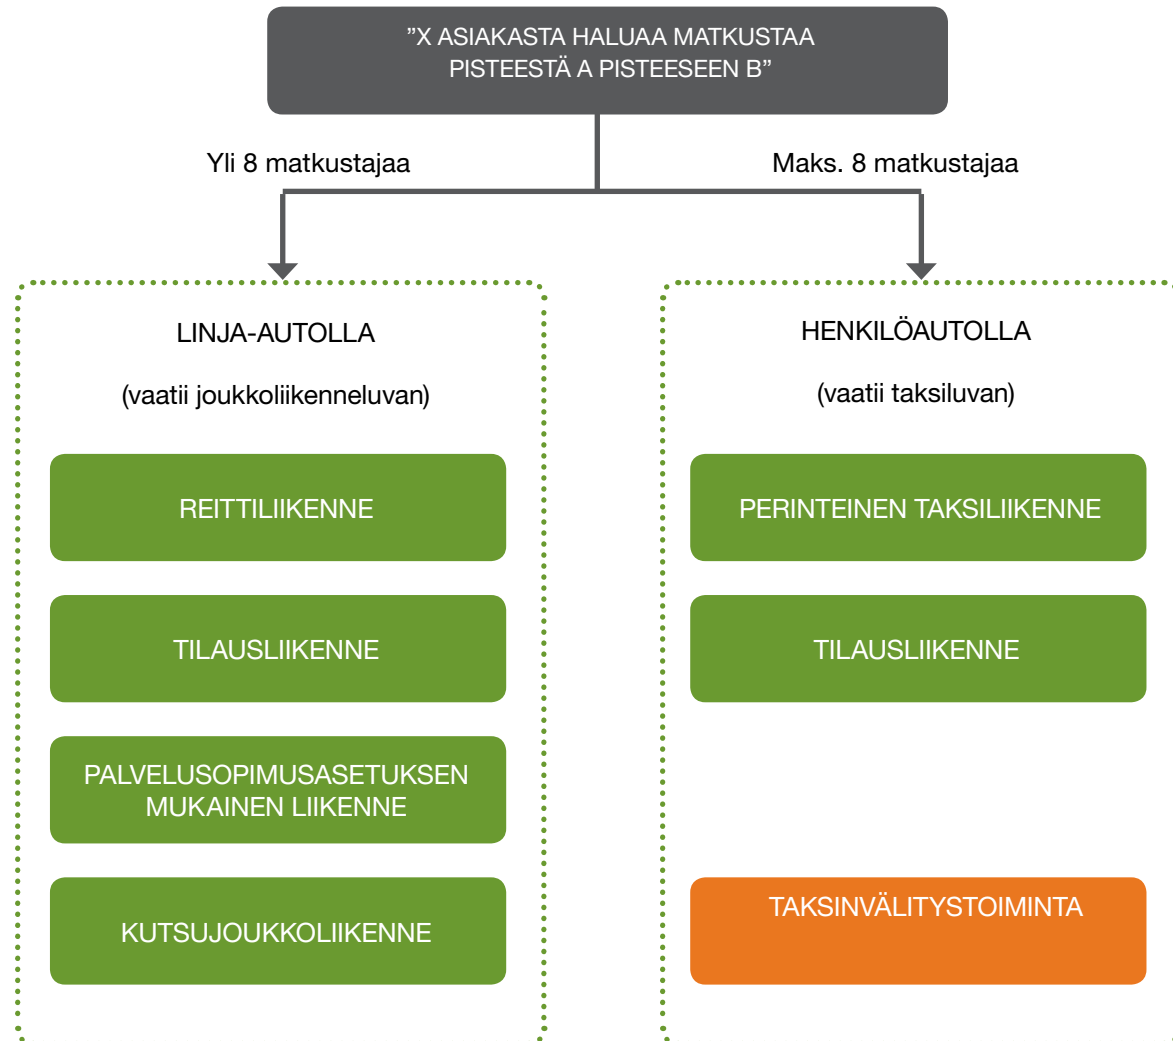 ”X ASIAKASTA HALUAA MATKUSTAA
PISTEESTÄ A PISTEESEEN B”
Yli 8 matkustajaa
Maks. 8 matkustajaa
LINJA-AUTOLLA
(vaatii joukkoliikenneluvan)
REITTILIIKENNE
TILAUSLIIKENNE
PALVELUSOPIMUSASETUKSEN
MUKAINEN LIIKENNE
KUTSUJOUKKOLIIKENNE
HENKILÖAUTOLLA
(vaatii taksiluvan)
PERINTEINEN TAKSILIIKENNE
TILAUSLIIKENNE
TAKSINVÄLITYSTOIMINTA